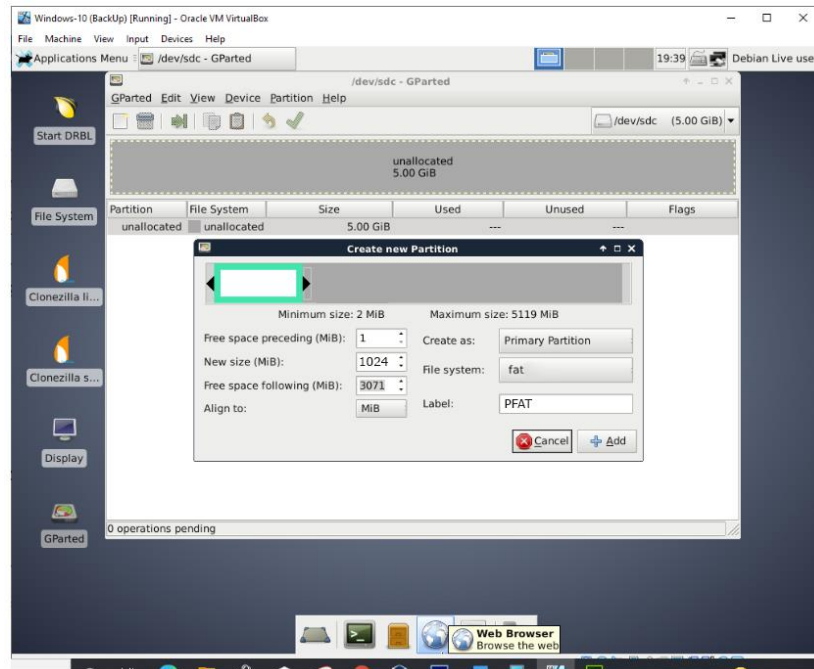 Windows-10 (BackUp) [Running] - Oracle VM VirtualBox
File Machine View Input Devices Help
Applications Menu /dev/sdc - GParted 19:39 Debian Live use
/dev/sdc - GParted
GParted Edit View Device Partition Help
Start DRBL
/dev/sdc (5.00 GiB)
unallocated
5.00 GiB
File System
Partition File System Size Used Unused Flags
unallocated unallocated 5.00 GiB --- ---
Create new Partition
Clonezilla li...
Minimum size: 2 MiB Maximum size: 5119 MiB
Free space preceding (MiB): 1 Create as: Primary Partition
New size (MiB): 1024 File system: fat
Free space following (MiB): 3071
Align to: MiB Label: PFAT
Clonezilla s...
Cancel Add
Display
GParted
0 operations pending
Web Browser
Browse the web